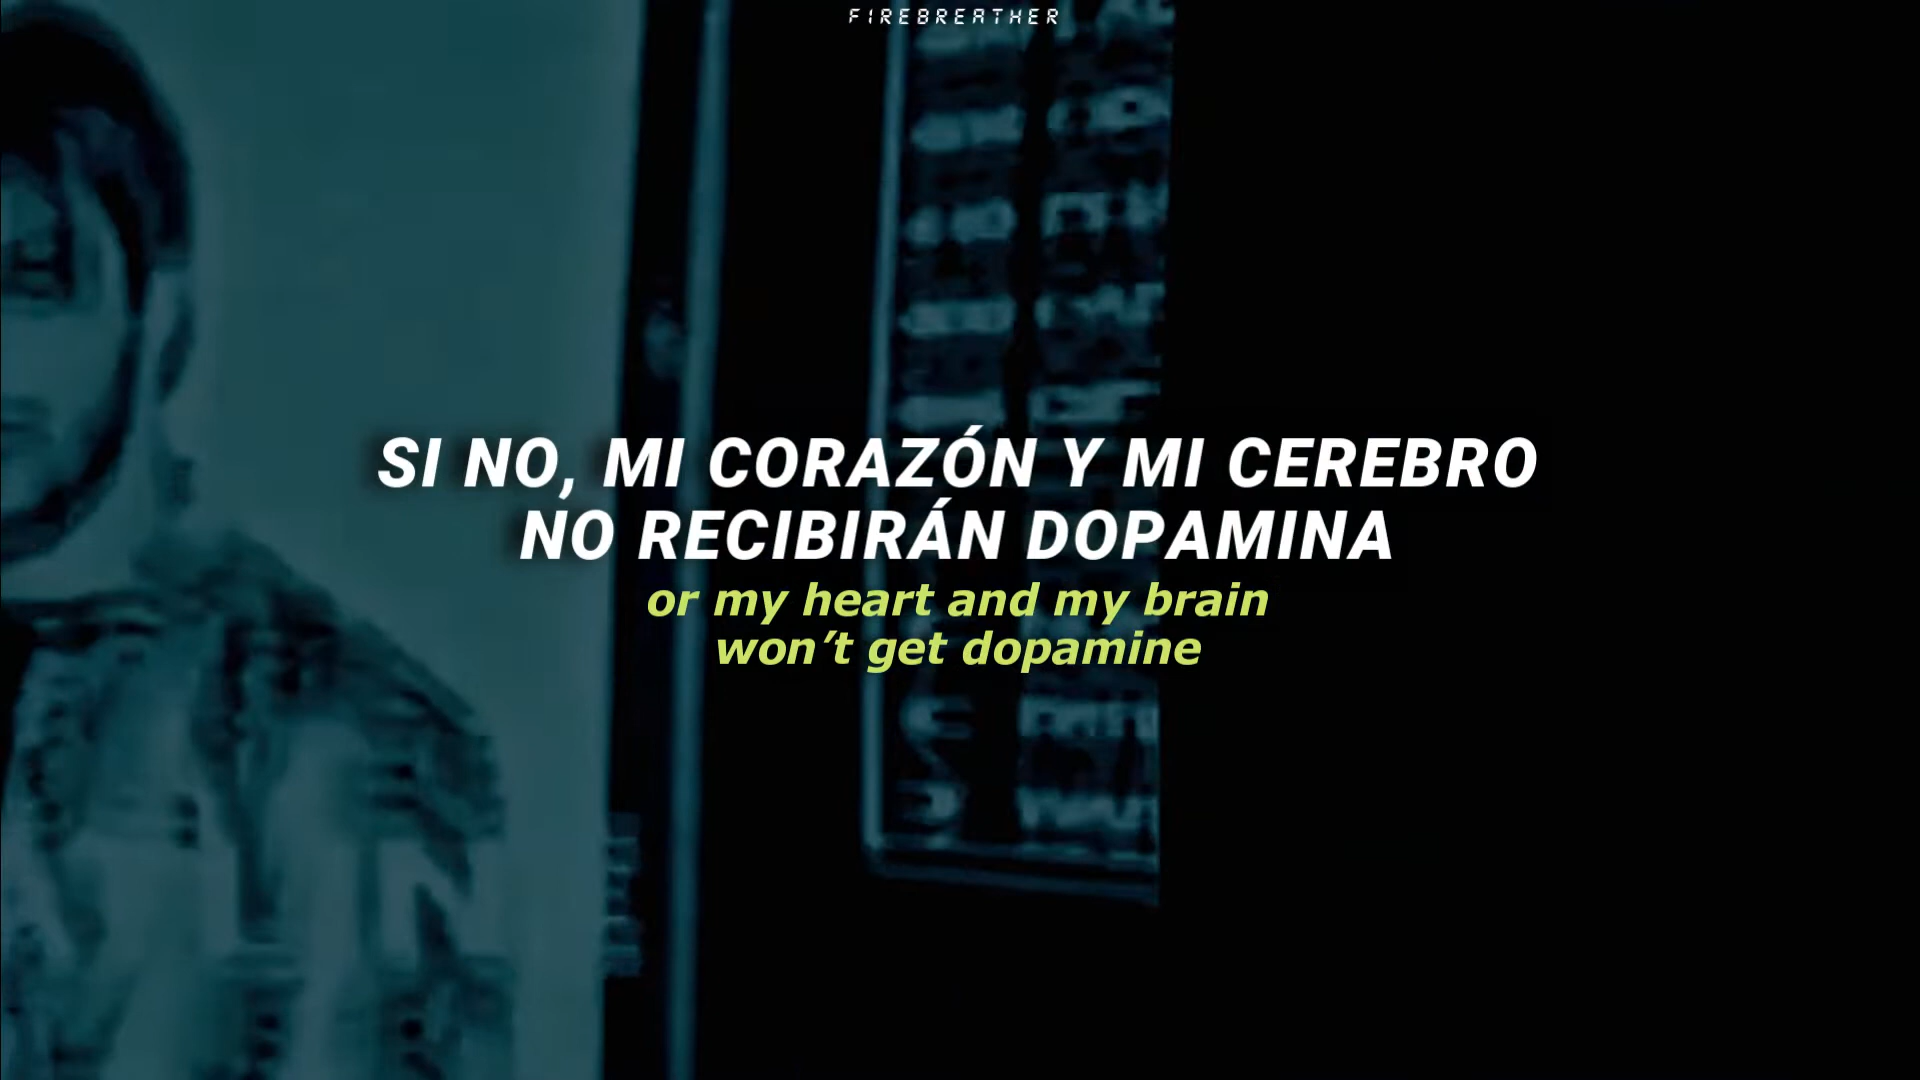 FIREBREATHER
SI NO, MI CORAZÓN Y MI CEREBRO
NO RECIBIRÁN DOPAMINA
or my heart and my brain
won’t get dopamine